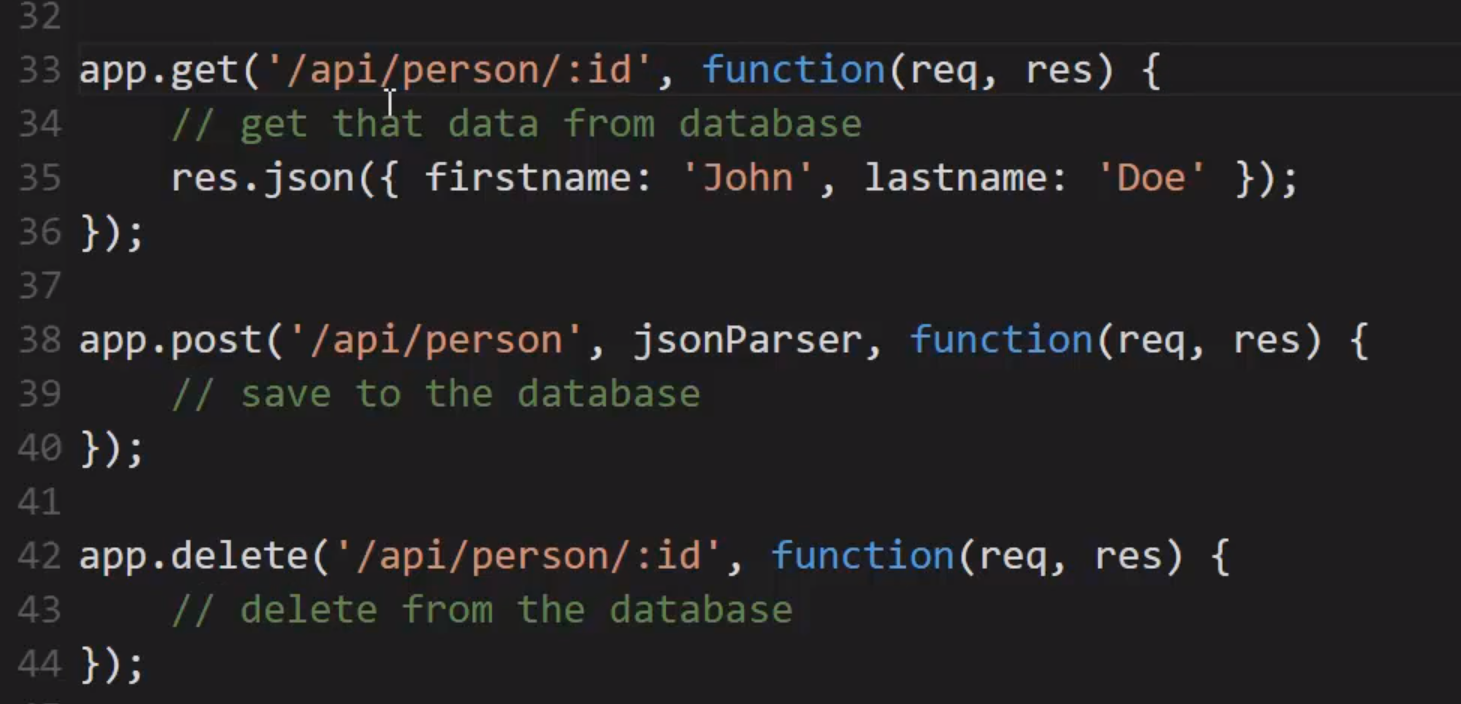 32
33 app.get('/api/person/:id', function(req, res) {
34     // get that data from database
35     res.json({ firstname: 'John', lastname: 'Doe' });
36 });
37
38 app.post('/api/person', jsonParser, function(req, res) {
39     // save to the database
40 });
41
42 app.delete('/api/person/:id', function(req, res) {
43     // delete from the database
44 });